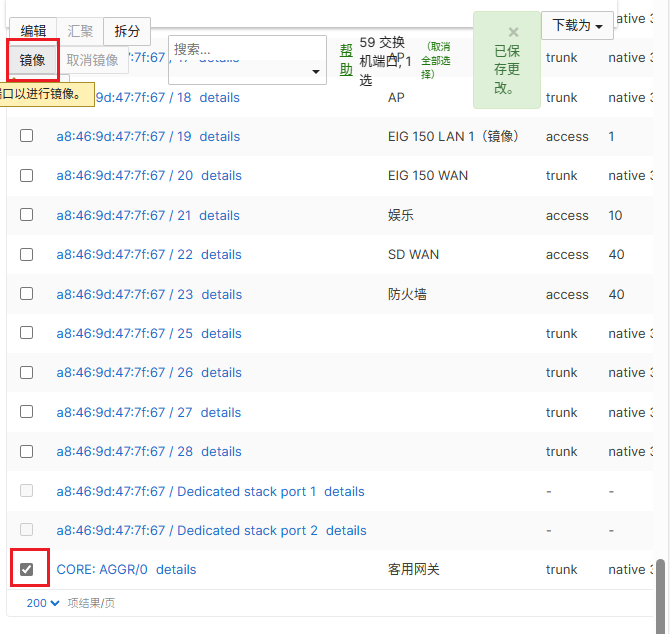 编辑 汇聚 拆分
镜像 取消镜像
搜索...
帮助
59 交换机端口, 1 选
(取消全部选择)
×
已保存更改。
下载为
口以进行镜像。
ative 3
details AP trunk native 3
a8:46:9d:47:7f:67 / 18 details AP trunk native 3
a8:46:9d:47:7f:67 / 19 details EIG 150 LAN 1（镜像） access 1
a8:46:9d:47:7f:67 / 20 details EIG 150 WAN trunk native 3
a8:46:9d:47:7f:67 / 21 details 娱乐 access 10
a8:46:9d:47:7f:67 / 22 details SD WAN access 40
a8:46:9d:47:7f:67 / 23 details 防火墙 access 40
a8:46:9d:47:7f:67 / 25 details trunk native 3
a8:46:9d:47:7f:67 / 26 details trunk native 3
a8:46:9d:47:7f:67 / 27 details trunk native 3
a8:46:9d:47:7f:67 / 28 details trunk native 3
a8:46:9d:47:7f:67 / Dedicated stack port 1 details - -
a8:46:9d:47:7f:67 / Dedicated stack port 2 details - -
CORE: AGGR/0 details 客用网关 trunk native 3
200 项结果/页